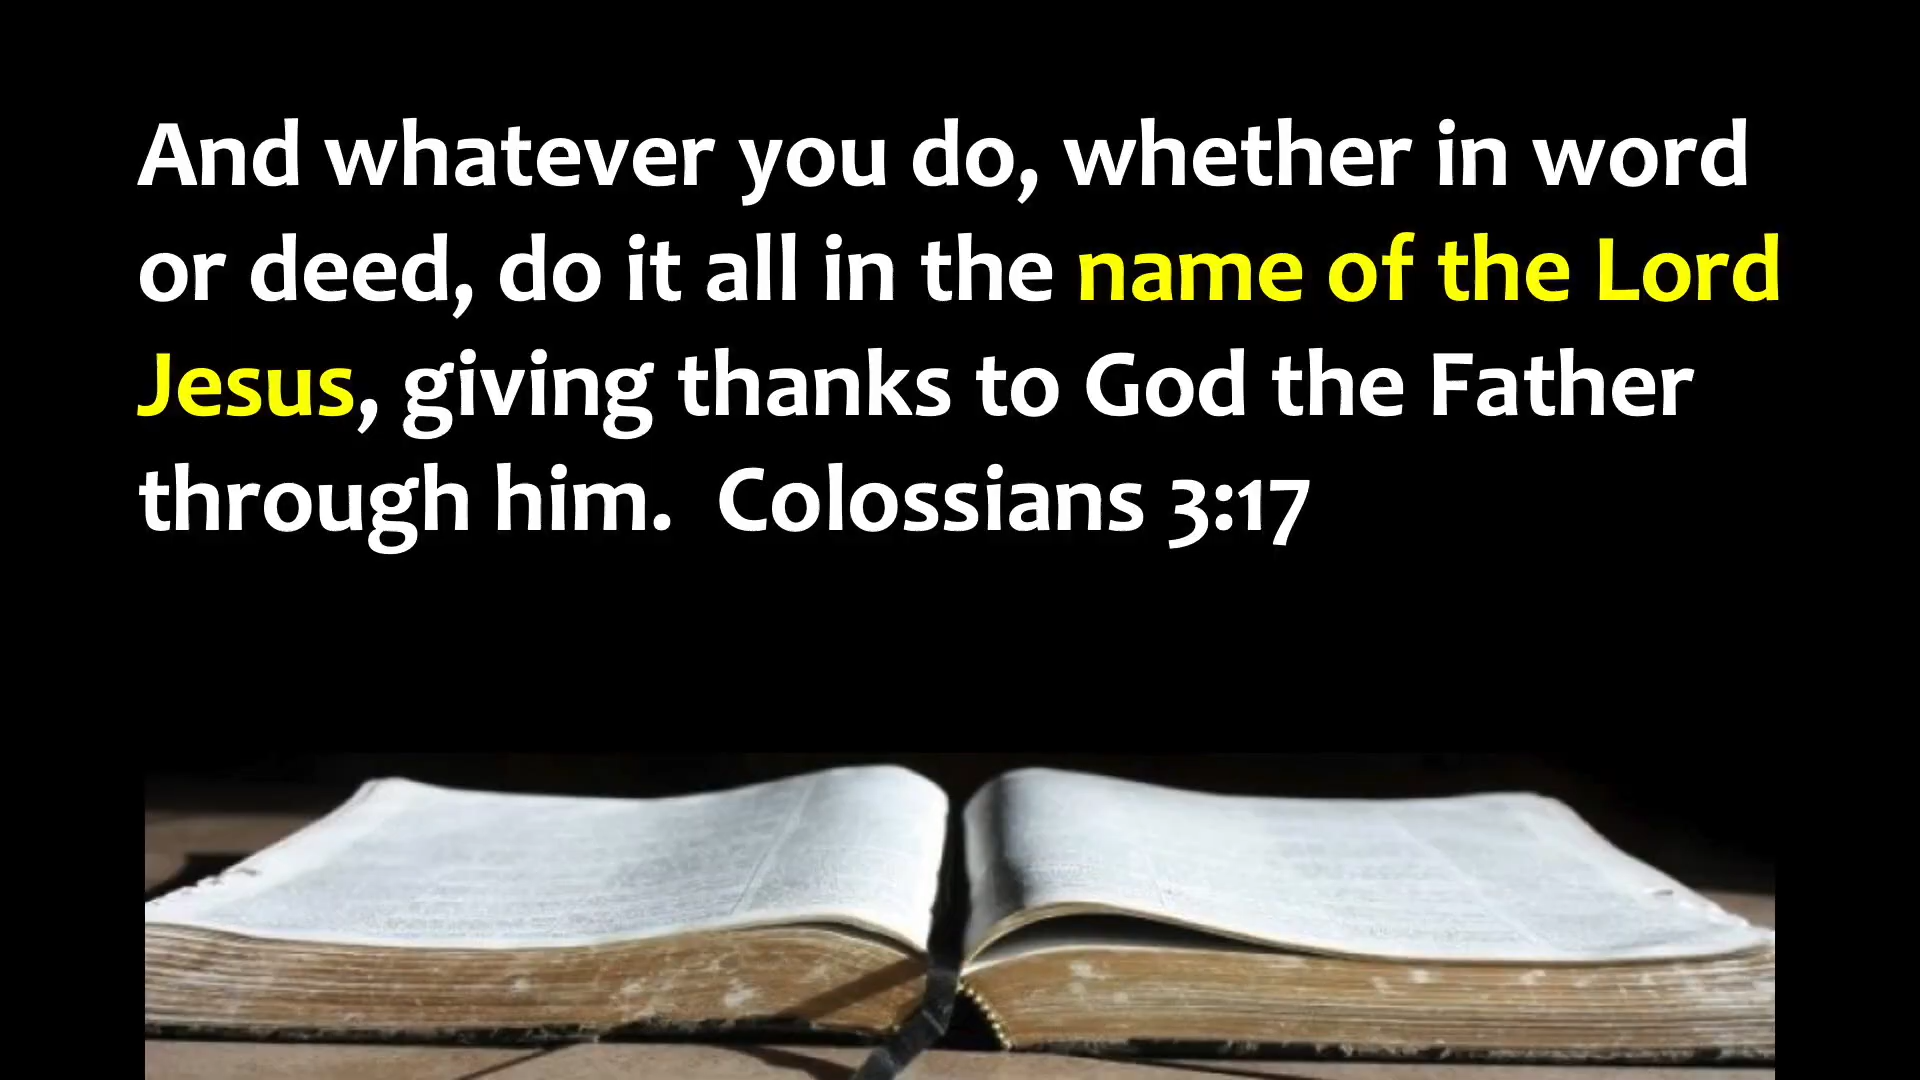 And whatever you do, whether in word
or deed, do it all in the name of the Lord
Jesus, giving thanks to God the Father
through him.  Colossians 3:17